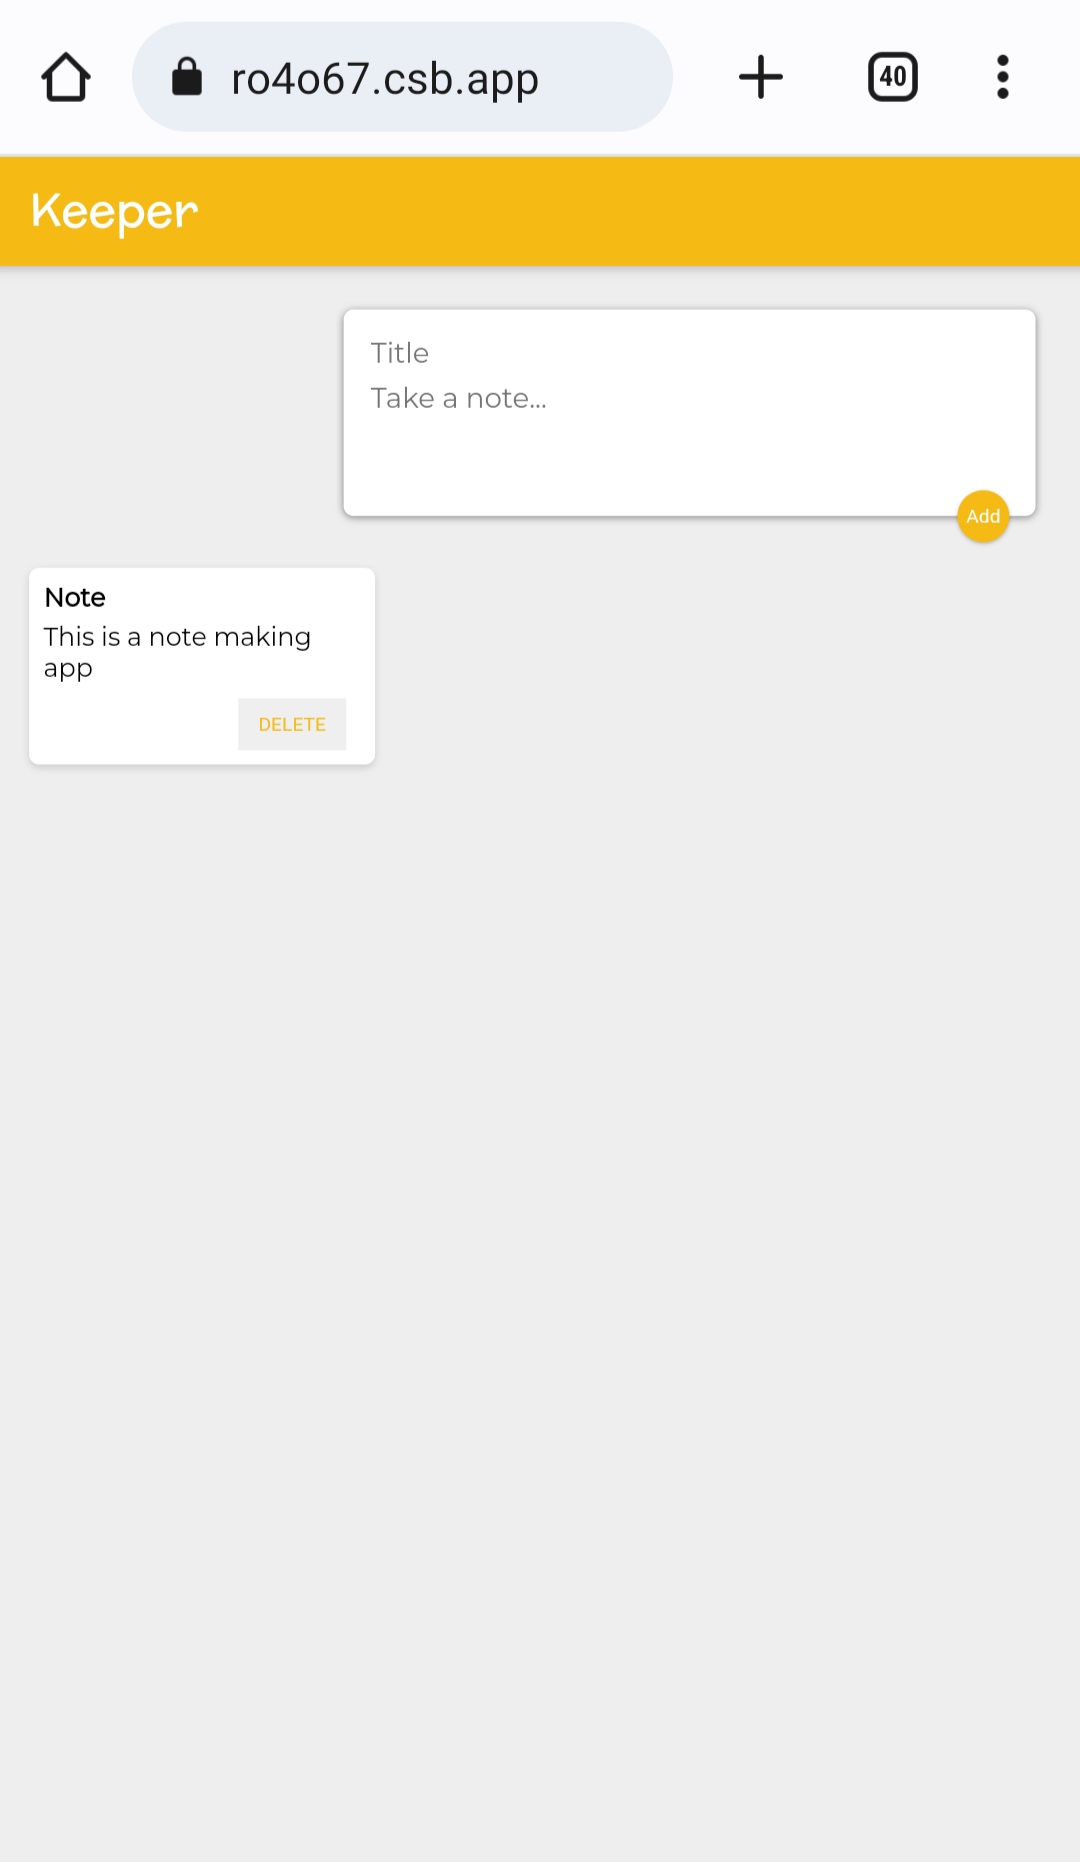 ro4o67.csb.app
40
Keeper
Title
Take a note...
Add
Note
This is a note making
app
DELETE